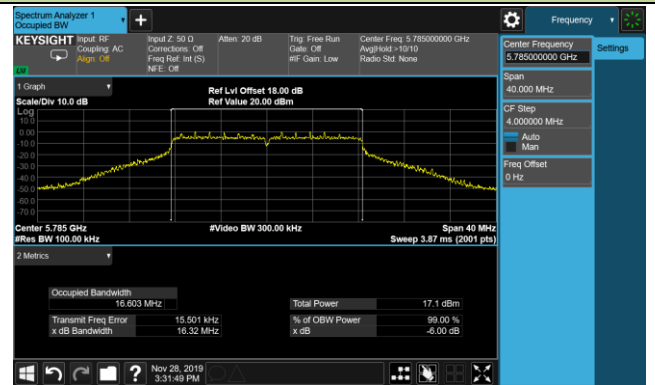 Spectrum Analyzer 1
Occupied BW
Frequency
KEYSIGHT
Input: RF
Coupling: AC
Align: Off
Input Z: 50 Ω
Corrections: Off
Freq Ref: Int (S)
NFE: Off
Atten: 20 dB
Trig: Free Run
Gate: Off
#IF Gain: Low
Center Freq: 5.785000000 GHz
Avg|Hold:>10/10
Radio Std: None
LXI
Center Frequency
5.785000000 GHz
Settings
Span
40.000 MHz
CF Step
4.000000 MHz
Auto
Man
Freq Offset
0 Hz
1 Graph
Scale/Div 10.0 dB
Ref Lvl Offset 18.00 dB
Ref Value 20.00 dBm
Log
10.0
0.00
-10.0
-20.0
-30.0
-40.0
-50.0
-60.0
-70.0
Center 5.785 GHz
#Res BW 100.00 kHz
#Video BW 300.00 kHz
Span 40 MHz
Sweep 3.87 ms (2001 pts)
2 Metrics
Occupied Bandwidth
16.603 MHz
Total Power 17.1 dBm
Transmit Freq Error 15.501 kHz
% of OBW Power 99.00 %
x dB Bandwidth 16.32 MHz
x dB -6.00 dB
?
Nov 28, 2019
3:31:49 PM